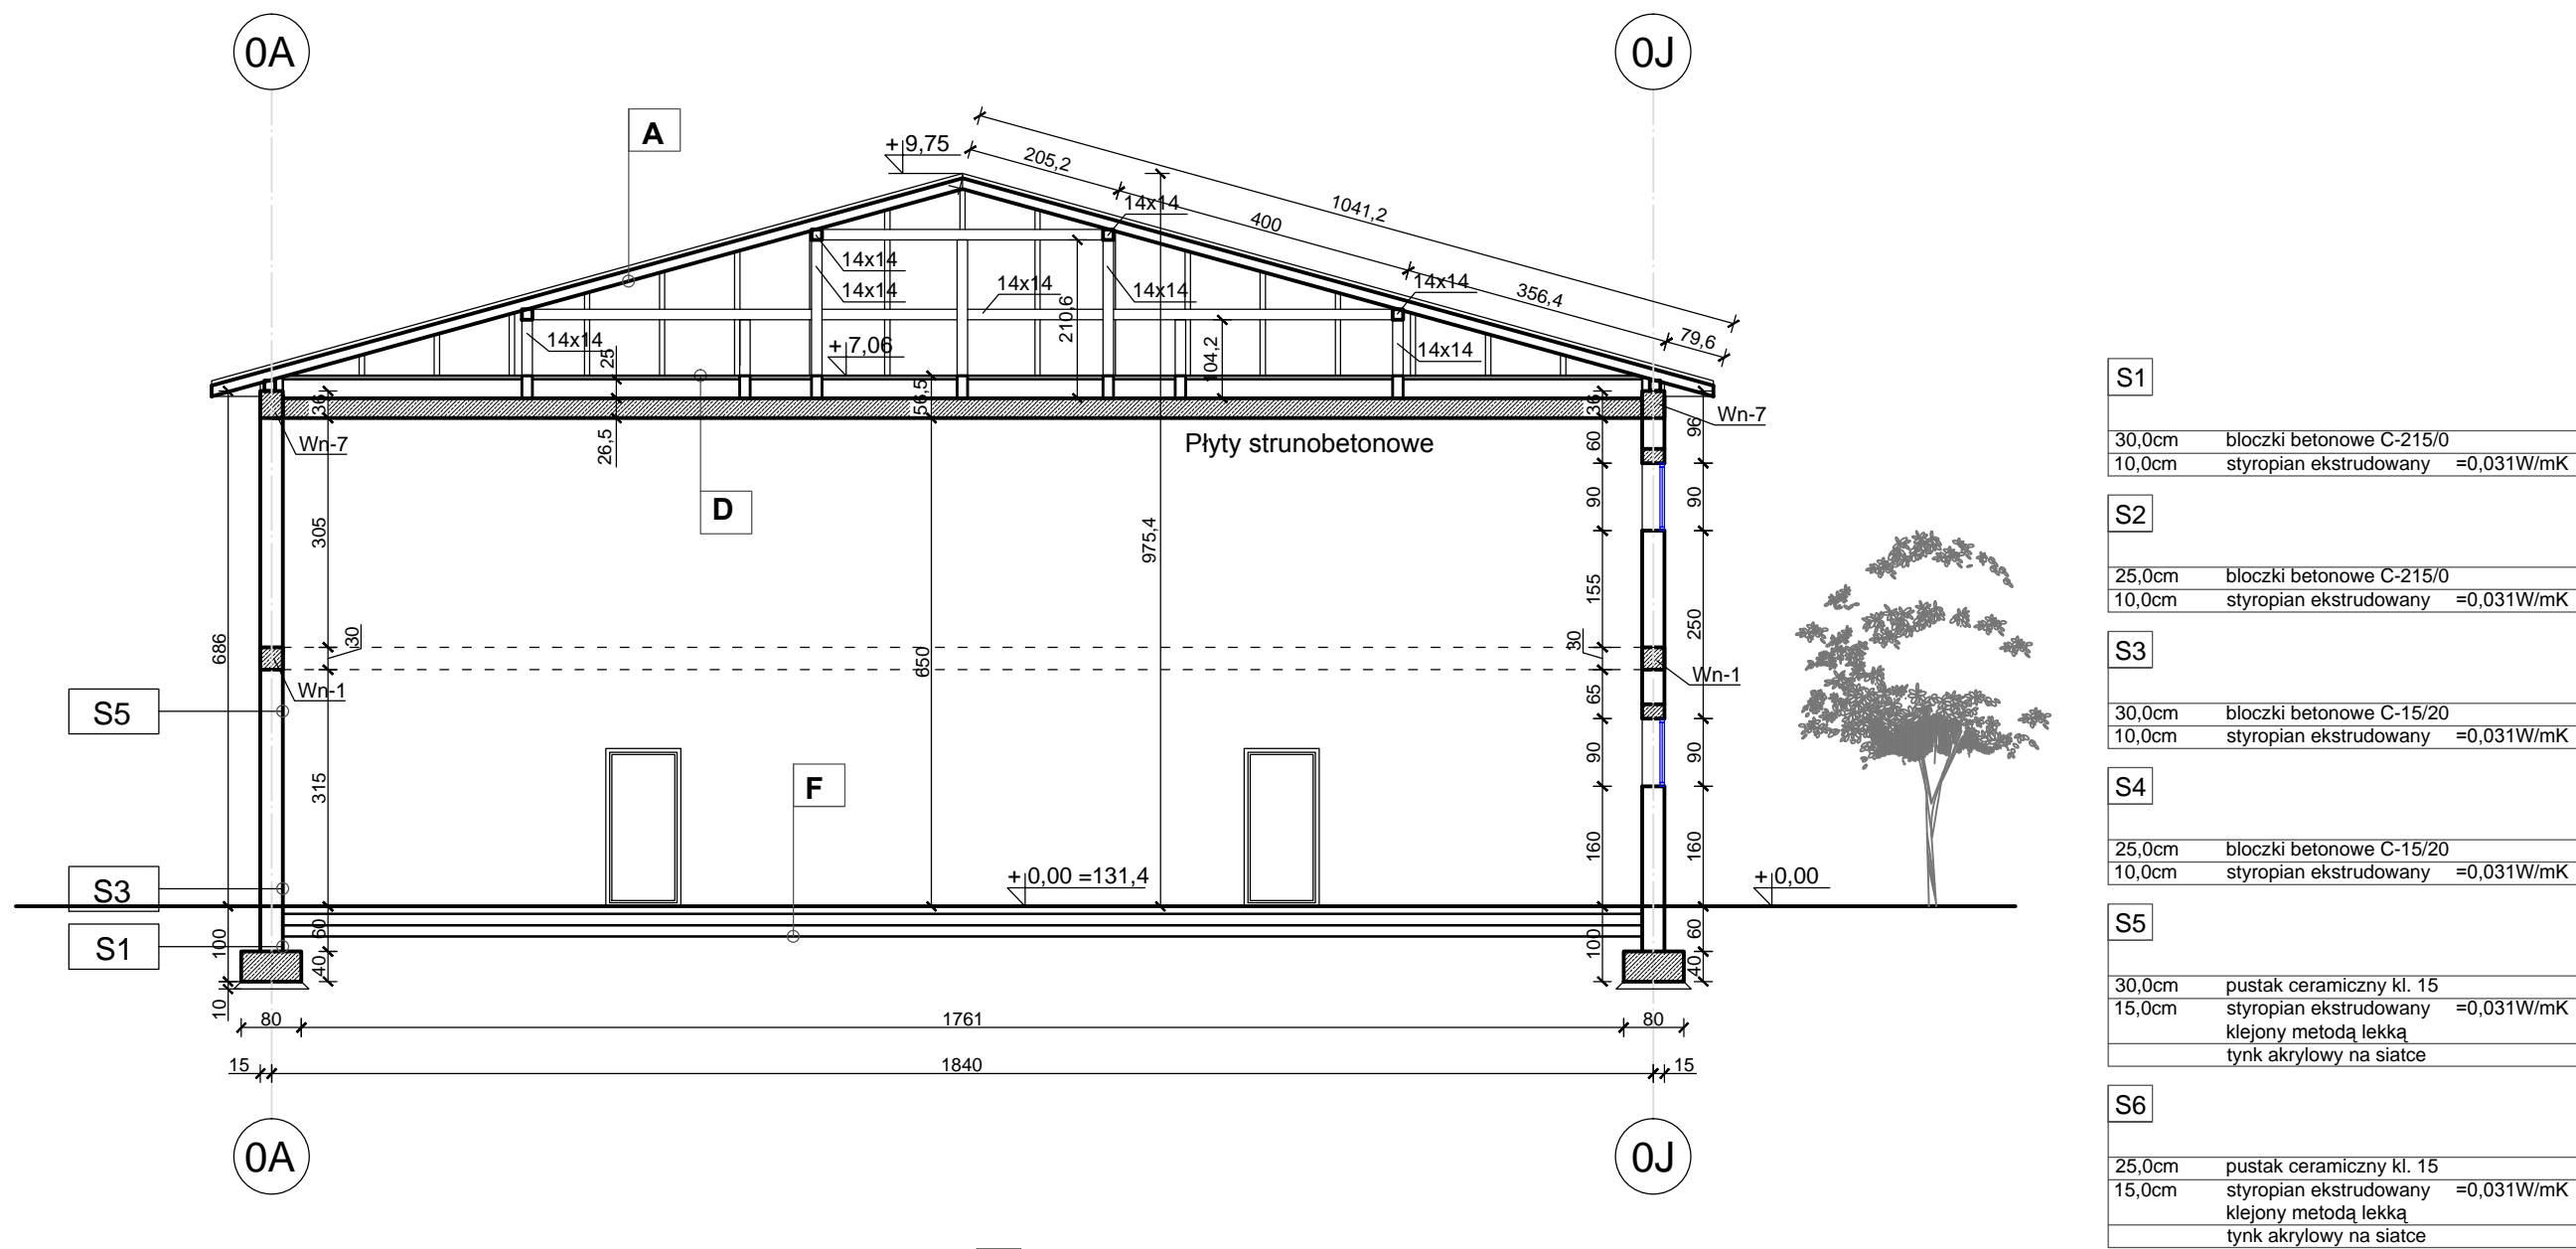 0A
0J
A
+9,75
205,2
1041,2
14x14
400
14x14
14x14
14x14
14x14
14x14
356,4
210,6
14x14
+7,06
14x14
104,2
79,6
25
36
56,5
36
96
Wn-7
26,5
Płyty strunobetonowe
60
Wn-7
D
305
975,4
90
90
155
250
30
30
686
650
Wn-1
65
Wn-1
S5
315
F
90
90
160
160
S3
+0,00 =131,4
+0,00
S1
100
60
40
10
100
60
40
80
1761
80
15
1840
15
0A
0J
S1
30,0cm bloczki betonowe C-215/0
10,0cm styropian ekstrudowany =0,031W/mK
S2
25,0cm bloczki betonowe C-215/0
10,0cm styropian ekstrudowany =0,031W/mK
S3
30,0cm bloczki betonowe C-15/20
10,0cm styropian ekstrudowany =0,031W/mK
S4
25,0cm bloczki betonowe C-15/20
10,0cm styropian ekstrudowany =0,031W/mK
S5
30,0cm pustak ceramiczny kl. 15
15,0cm styropian ekstrudowany =0,031W/mK
klejony metodą lekką
tynk akrylowy na siatce
S6
25,0cm pustak ceramiczny kl. 15
15,0cm styropian ekstrudowany =0,031W/mK
klejony metodą lekką
tynk akrylowy na siatce